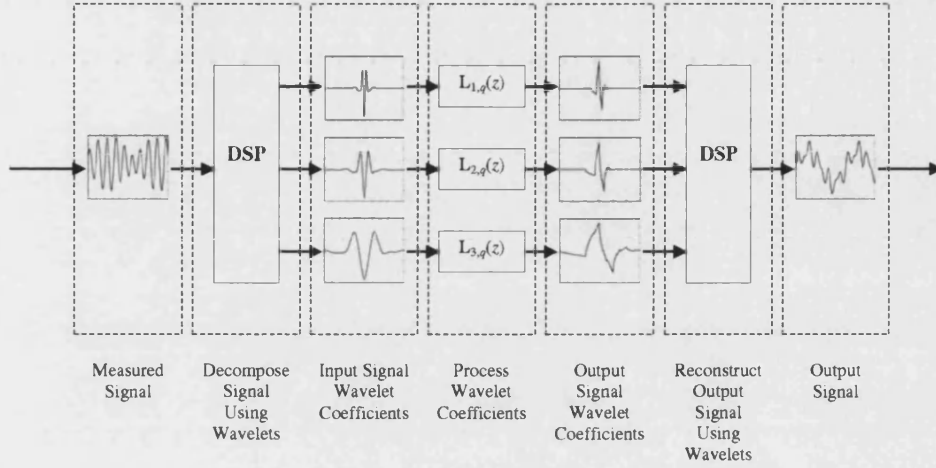 L1,q(z)
DSP
L2,q(z)
DSP
L3,q(z)
Measured
Signal
Decompose
Signal
Using
Wavelets
Input Signal
Wavelet
Coefficients
Process
Wavelet
Coefficients
Output
Signal
Wavelet
Coefficients
Reconstruct
Output
Signal
Using
Wavelets
Output
Signal